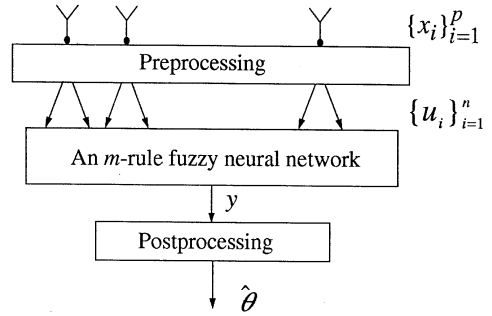 {x_i}_{i=1}^p
Preprocessing
{u_i}_{i=1}^n
An m-rule fuzzy neural network
y
Postprocessing
θ̂